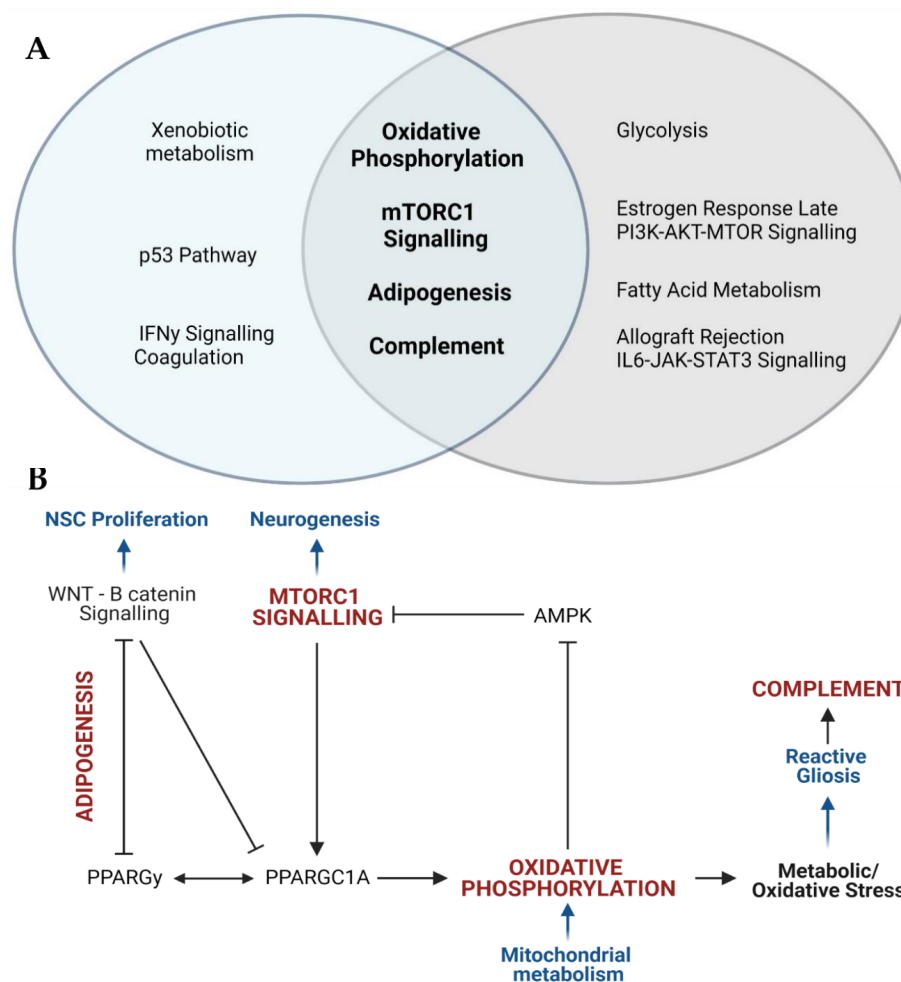 A
Xenobiotic
metabolism
p53 Pathway
IFNy Signalling
Coagulation
Oxidative
Phosphorylation
mTORC1
Signalling
Adipogenesis
Complement
Glycolysis
Estrogen Response Late
PI3K-AKT-MTOR Signalling
Fatty Acid Metabolism
Allograft Rejection
IL6-JAK-STAT3 Signalling
B
NSC Proliferation
Neurogenesis
WNT - B catenin
Signalling
MTORC1
SIGNALLING
AMPK
ADIPOGENESIS
COMPLEMENT
Reactive
Gliosis
PPARGy
PPARGC1A
OXIDATIVE
PHOSPHORYLATION
Metabolic/
Oxidative Stress
Mitochondrial
metabolism